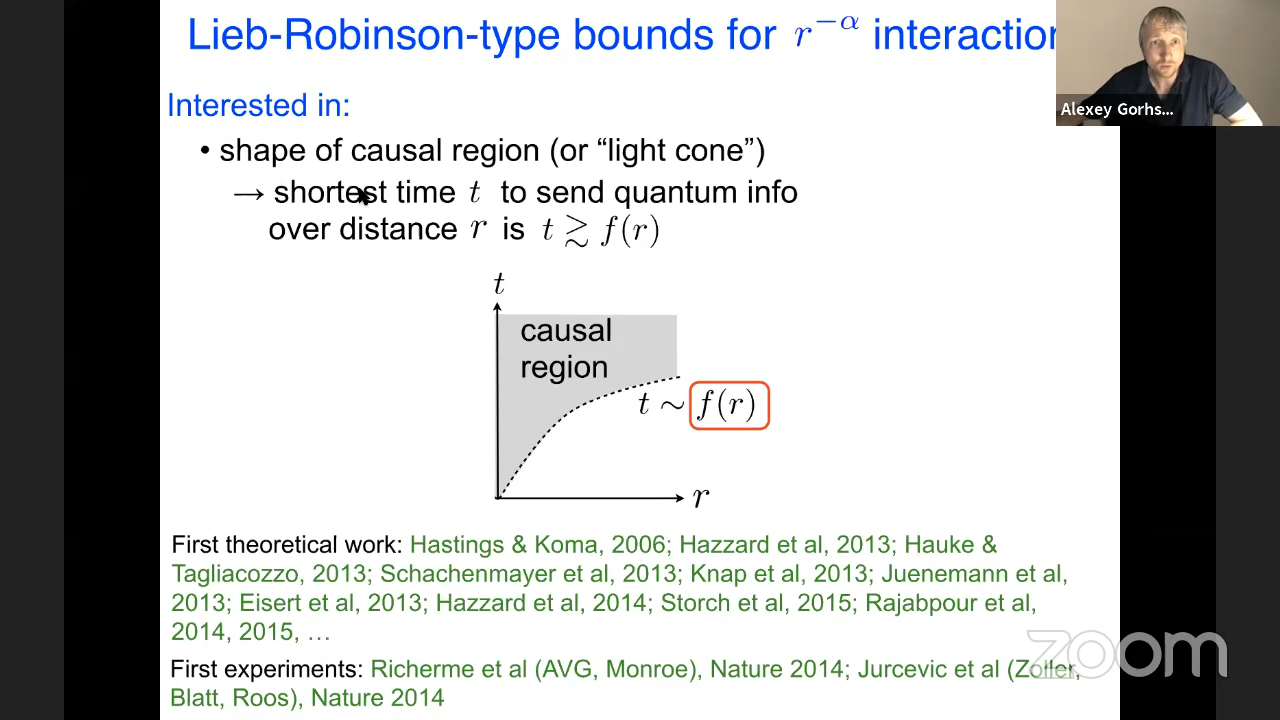 Lieb-Robinson-type bounds for r^{-α} interaction
Alexey Gorhs...
Interested in:
• shape of causal region (or “light cone”)
→ shortest time t to send quantum info
over distance r is t ≳ f(r)
t
causal
region
t ∼ f(r)
r
First theoretical work: Hastings & Koma, 2006; Hazzard et al, 2013; Hauke &
Tagliacozzo, 2013; Schachenmayer et al, 2013; Knap et al, 2013; Juenemann et al,
2013; Eisert et al, 2013; Hazzard et al, 2014; Storch et al, 2015; Rajabpour et al,
2014, 2015, …
zoom
First experiments: Richerme et al (AVG, Monroe), Nature 2014; Jurcevic et al (Zoller,
Blatt, Roos), Nature 2014